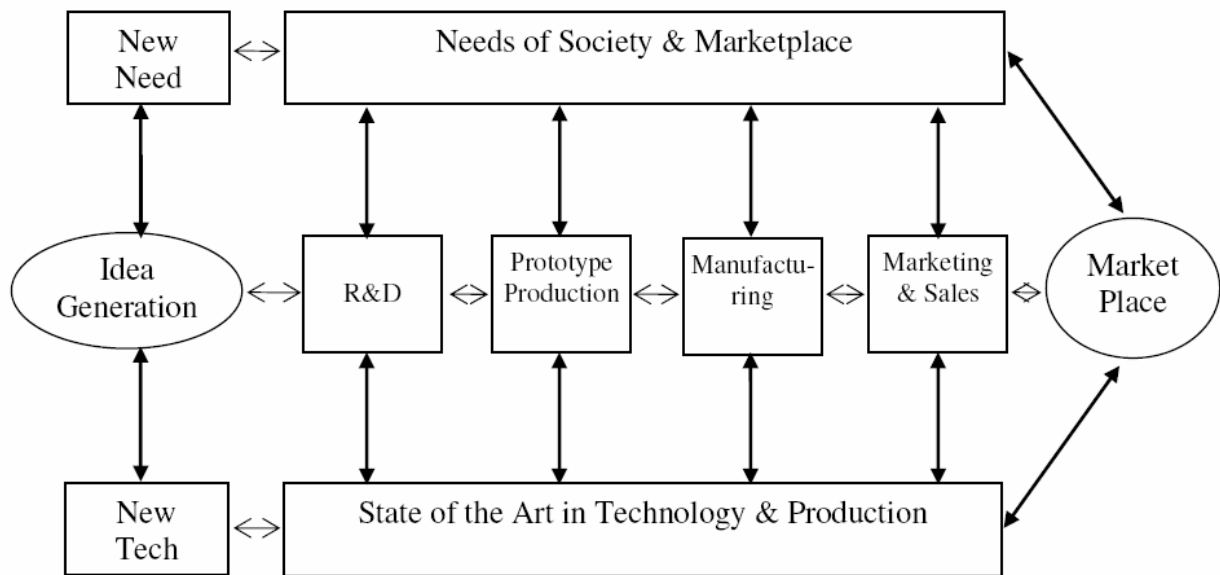 New
Need
Needs of Society & Marketplace
Idea
Generation
R&D
Prototype
Production
Manufactu-
ring
Marketing
& Sales
Market
Place
New
Tech
State of the Art in Technology & Production